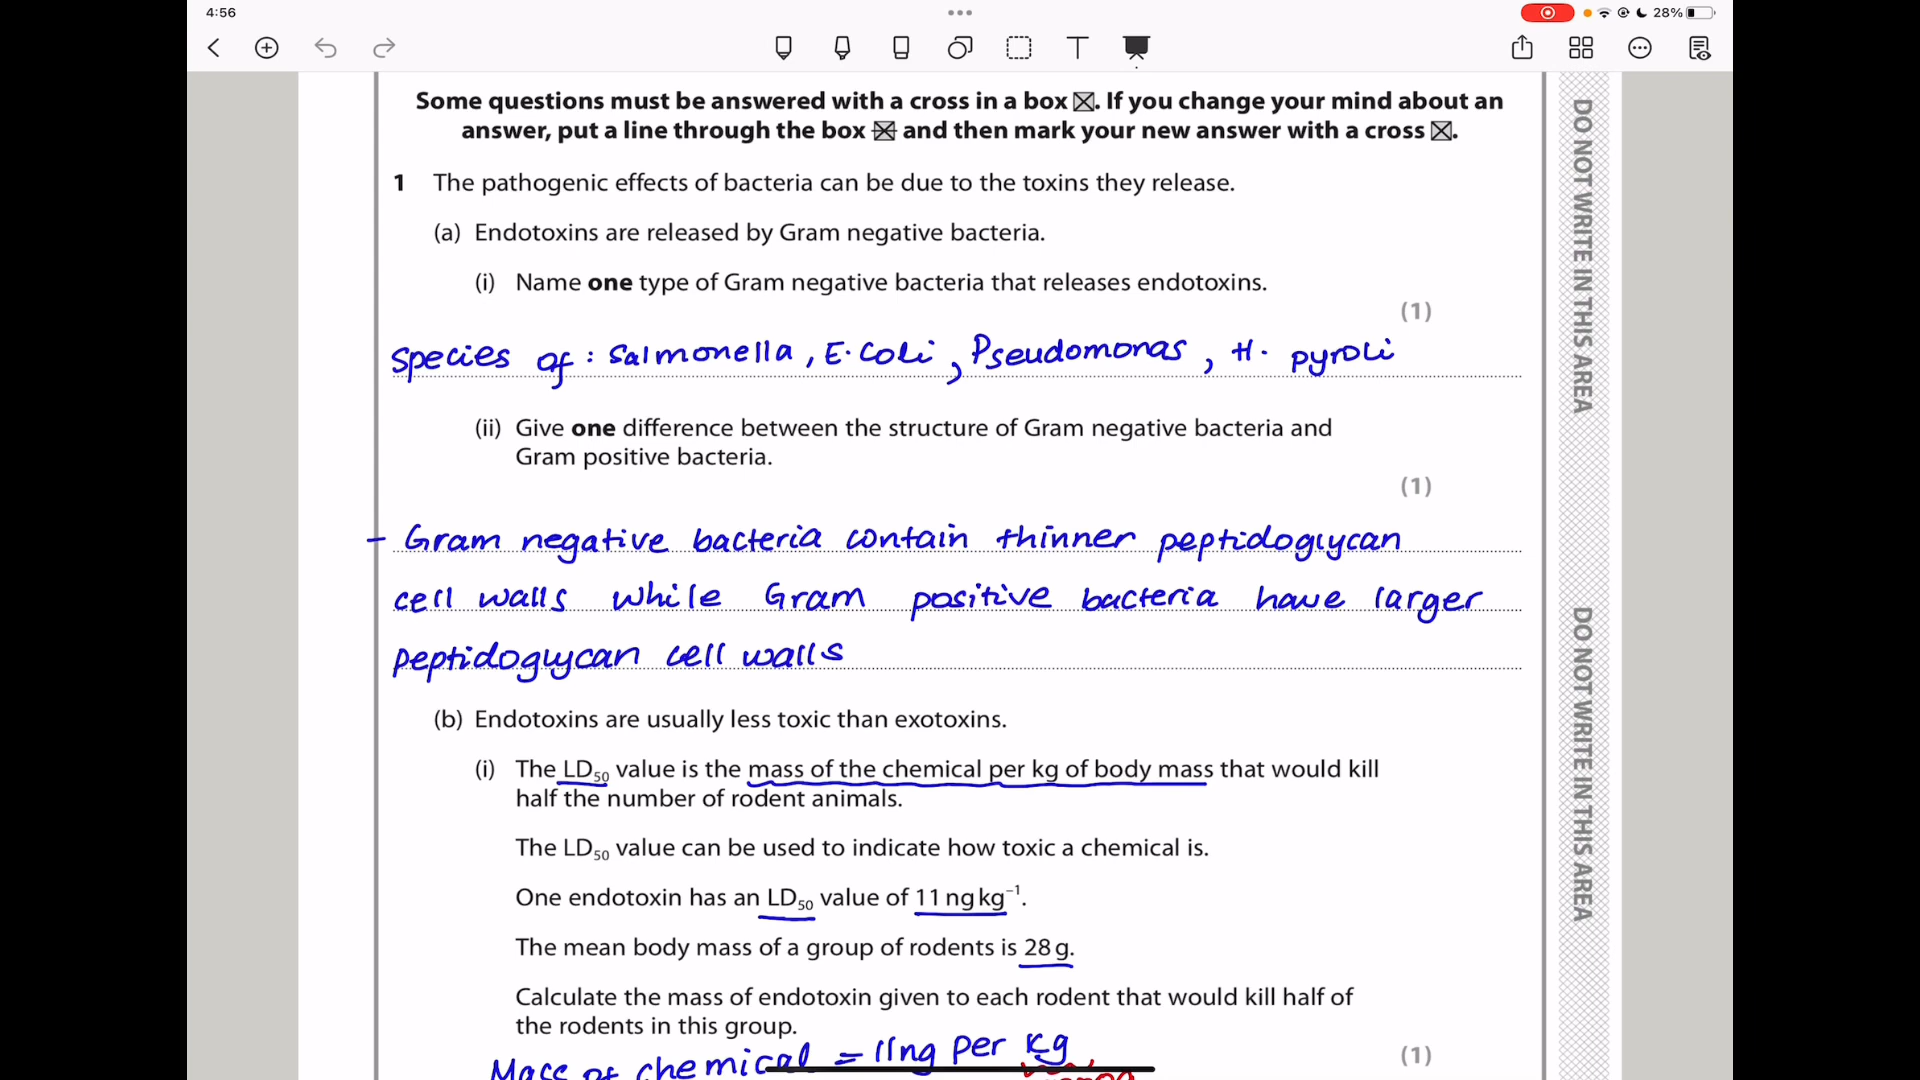 4:56
28%
Some questions must be answered with a cross in a box ☒. If you change your mind about an
answer, put a line through the box and then mark your new answer with a cross ☒.
DO NOT WRITE IN THIS AREA
1 The pathogenic effects of bacteria can be due to the toxins they release.
(a) Endotoxins are released by Gram negative bacteria.
(i) Name one type of Gram negative bacteria that releases endotoxins.
(1)
species of : Salmonella, E. Coli, Pseudomonas, H. pyroli
(ii) Give one difference between the structure of Gram negative bacteria and
Gram positive bacteria.
(1)
- Gram negative bacteria contain thinner peptidoglycan
cell walls while Gram positive bacteria have larger
peptidoglycan cell walls
DO NOT WRITE IN THIS AREA
(b) Endotoxins are usually less toxic than exotoxins.
(i) The LD50 value is the mass of the chemical per kg of body mass that would kill
half the number of rodent animals.
The LD50 value can be used to indicate how toxic a chemical is.
One endotoxin has an LD50 value of 11 ng kg⁻¹.
The mean body mass of a group of rodents is 28 g.
Calculate the mass of endotoxin given to each rodent that would kill half of
the rodents in this group.
(1)
Mass of chemical = 11ng per kg